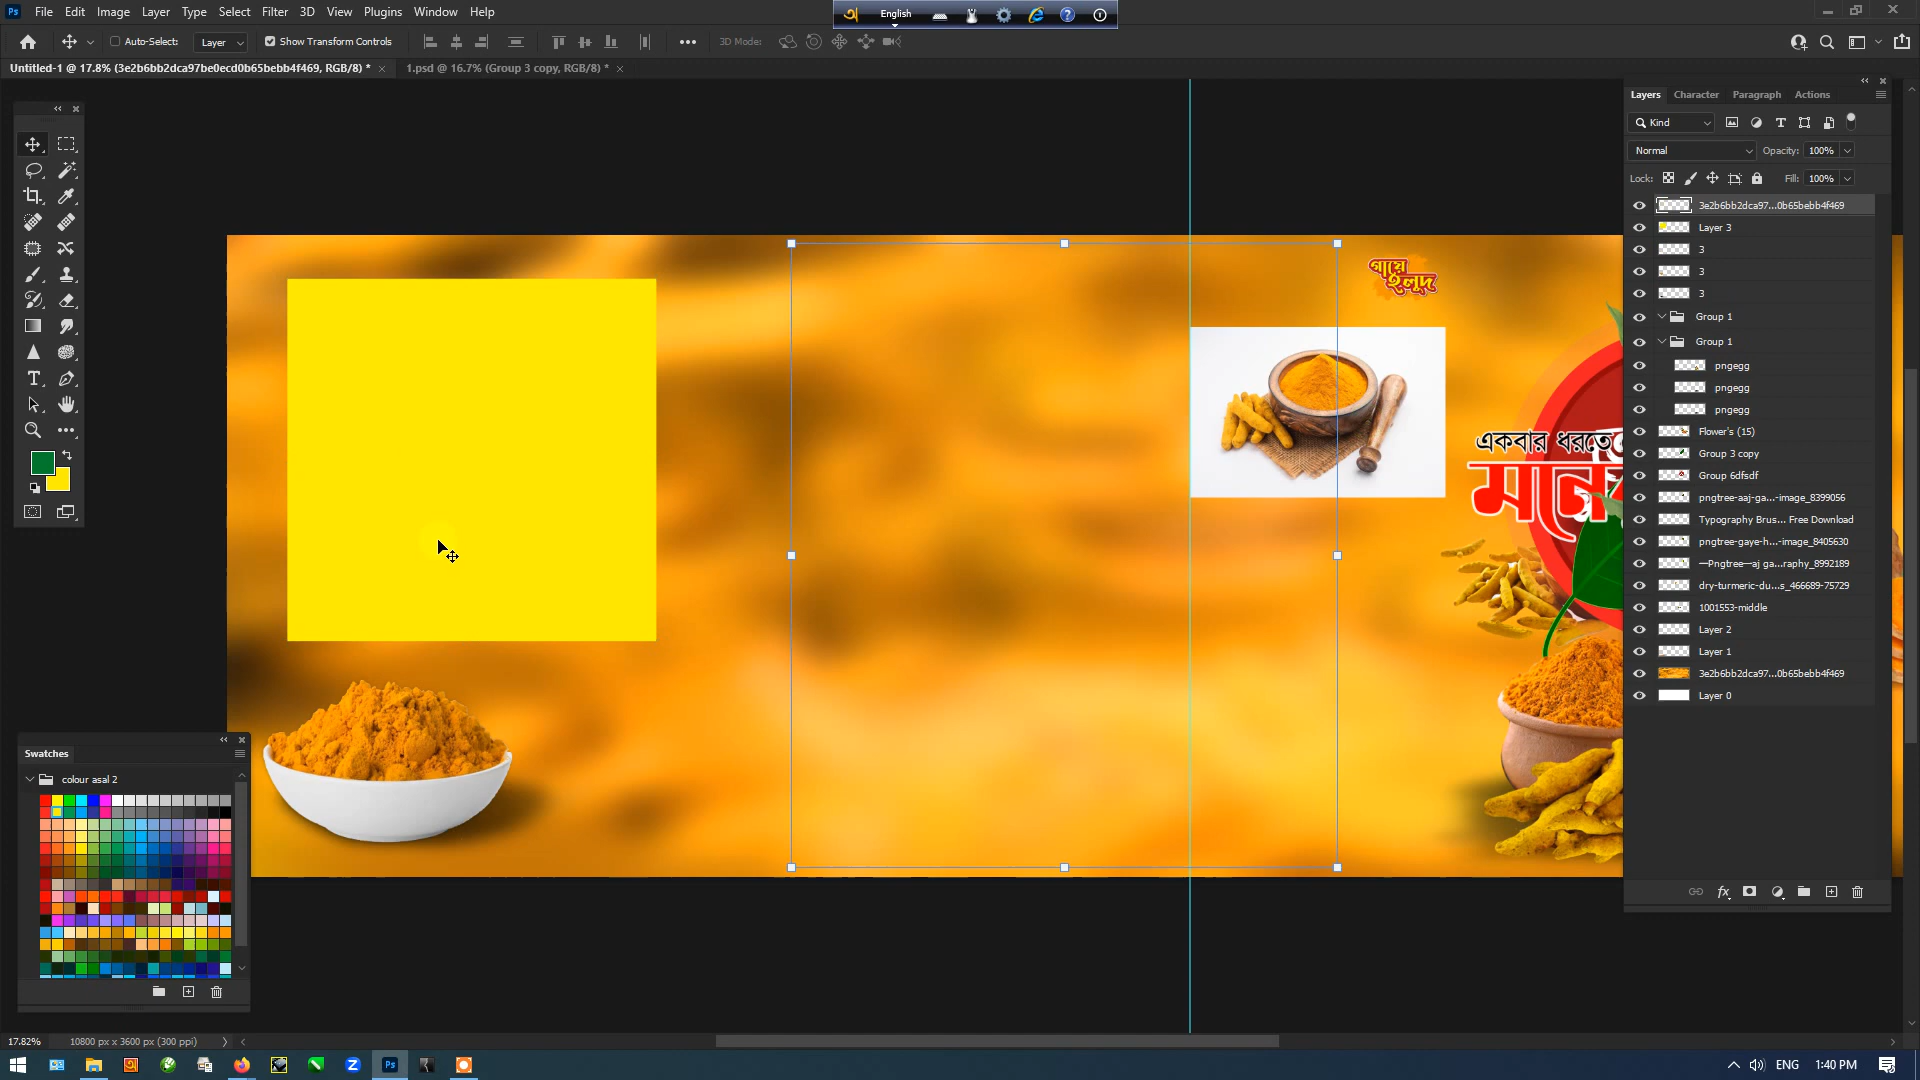 Ps File Edit Image Layer Type Select Filter 3D View Plugins Window Help
অ English
Auto-Select: Layer Show Transform Controls 3D Mode:
Untitled-1 @ 17.8% (3e2b6bb2dca97be0ecd0b65bebb4f469, RGB/8) * 1.psd @ 16.7% (Group 3 copy, RGB/8) *
Layers Character Paragraph Actions
Kind
Normal Opacity: 100%
Lock: Fill: 100%
3e2b6bb2dca97...0b65bebb4f469
Layer 3
3
3
3
Group 1
Group 1
pngegg
pngegg
pngegg
Flower's (15)
Group 3 copy
Group 6dfsdf
pngtree-aaj-ga...-image_8399056
Typography Brus... Free Download
pngtree-gaye-h...-image_8405630
—Pngtree—aj ga...raphy_8992189
dry-turmeric-du...s_466689-75729
1001553-middle
Layer 2
Layer 1
3e2b6bb2dca97...0b65bebb4f469
Layer 0
গায়ে
হলুদ
একবার ধরতে
Swatches
colour asal 2
17.82% 10800 px x 3600 px (300 ppi)
Ps ENG 1:40 PM